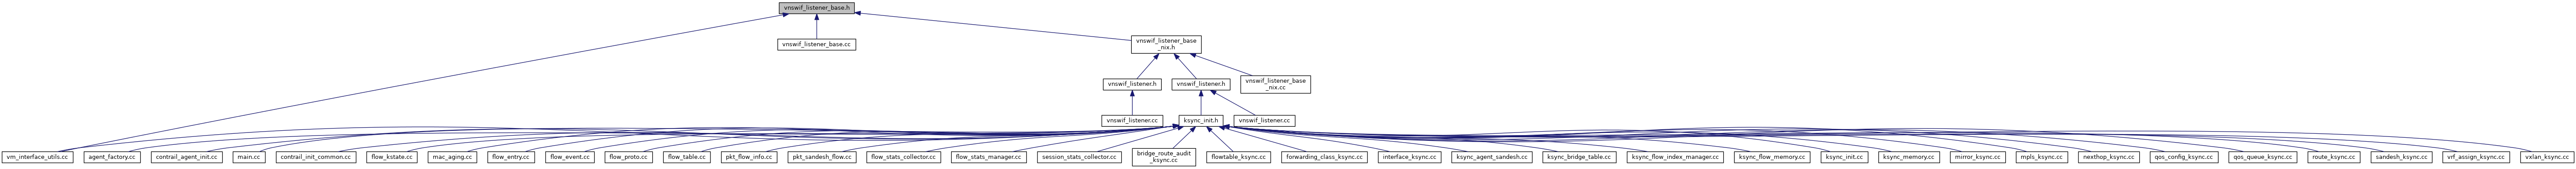 vnswif_listener_base.h
vnswif_listener_base.cc
vnswif_listener_base
_nix.h
vnswif_listener.h
vnswif_listener.h
vnswif_listener_base
_nix.cc
vnswif_listener.cc
ksync_init.h
vnswif_listener.cc
vm_interface_utils.cc
agent_factory.cc
contrail_agent_init.cc
main.cc
contrail_init_common.cc
flow_kstate.cc
mac_aging.cc
flow_entry.cc
flow_event.cc
flow_proto.cc
flow_table.cc
pkt_flow_info.cc
pkt_sandesh_flow.cc
flow_stats_collector.cc
flow_stats_manager.cc
session_stats_collector.cc
bridge_route_audit
_ksync.cc
flowtable_ksync.cc
forwarding_class_ksync.cc
interface_ksync.cc
ksync_agent_sandesh.cc
ksync_bridge_table.cc
ksync_flow_index_manager.cc
ksync_flow_memory.cc
ksync_init.cc
ksync_memory.cc
mirror_ksync.cc
mpls_ksync.cc
nexthop_ksync.cc
qos_config_ksync.cc
qos_queue_ksync.cc
route_ksync.cc
sandesh_ksync.cc
vrf_assign_ksync.cc
vxlan_ksync.cc